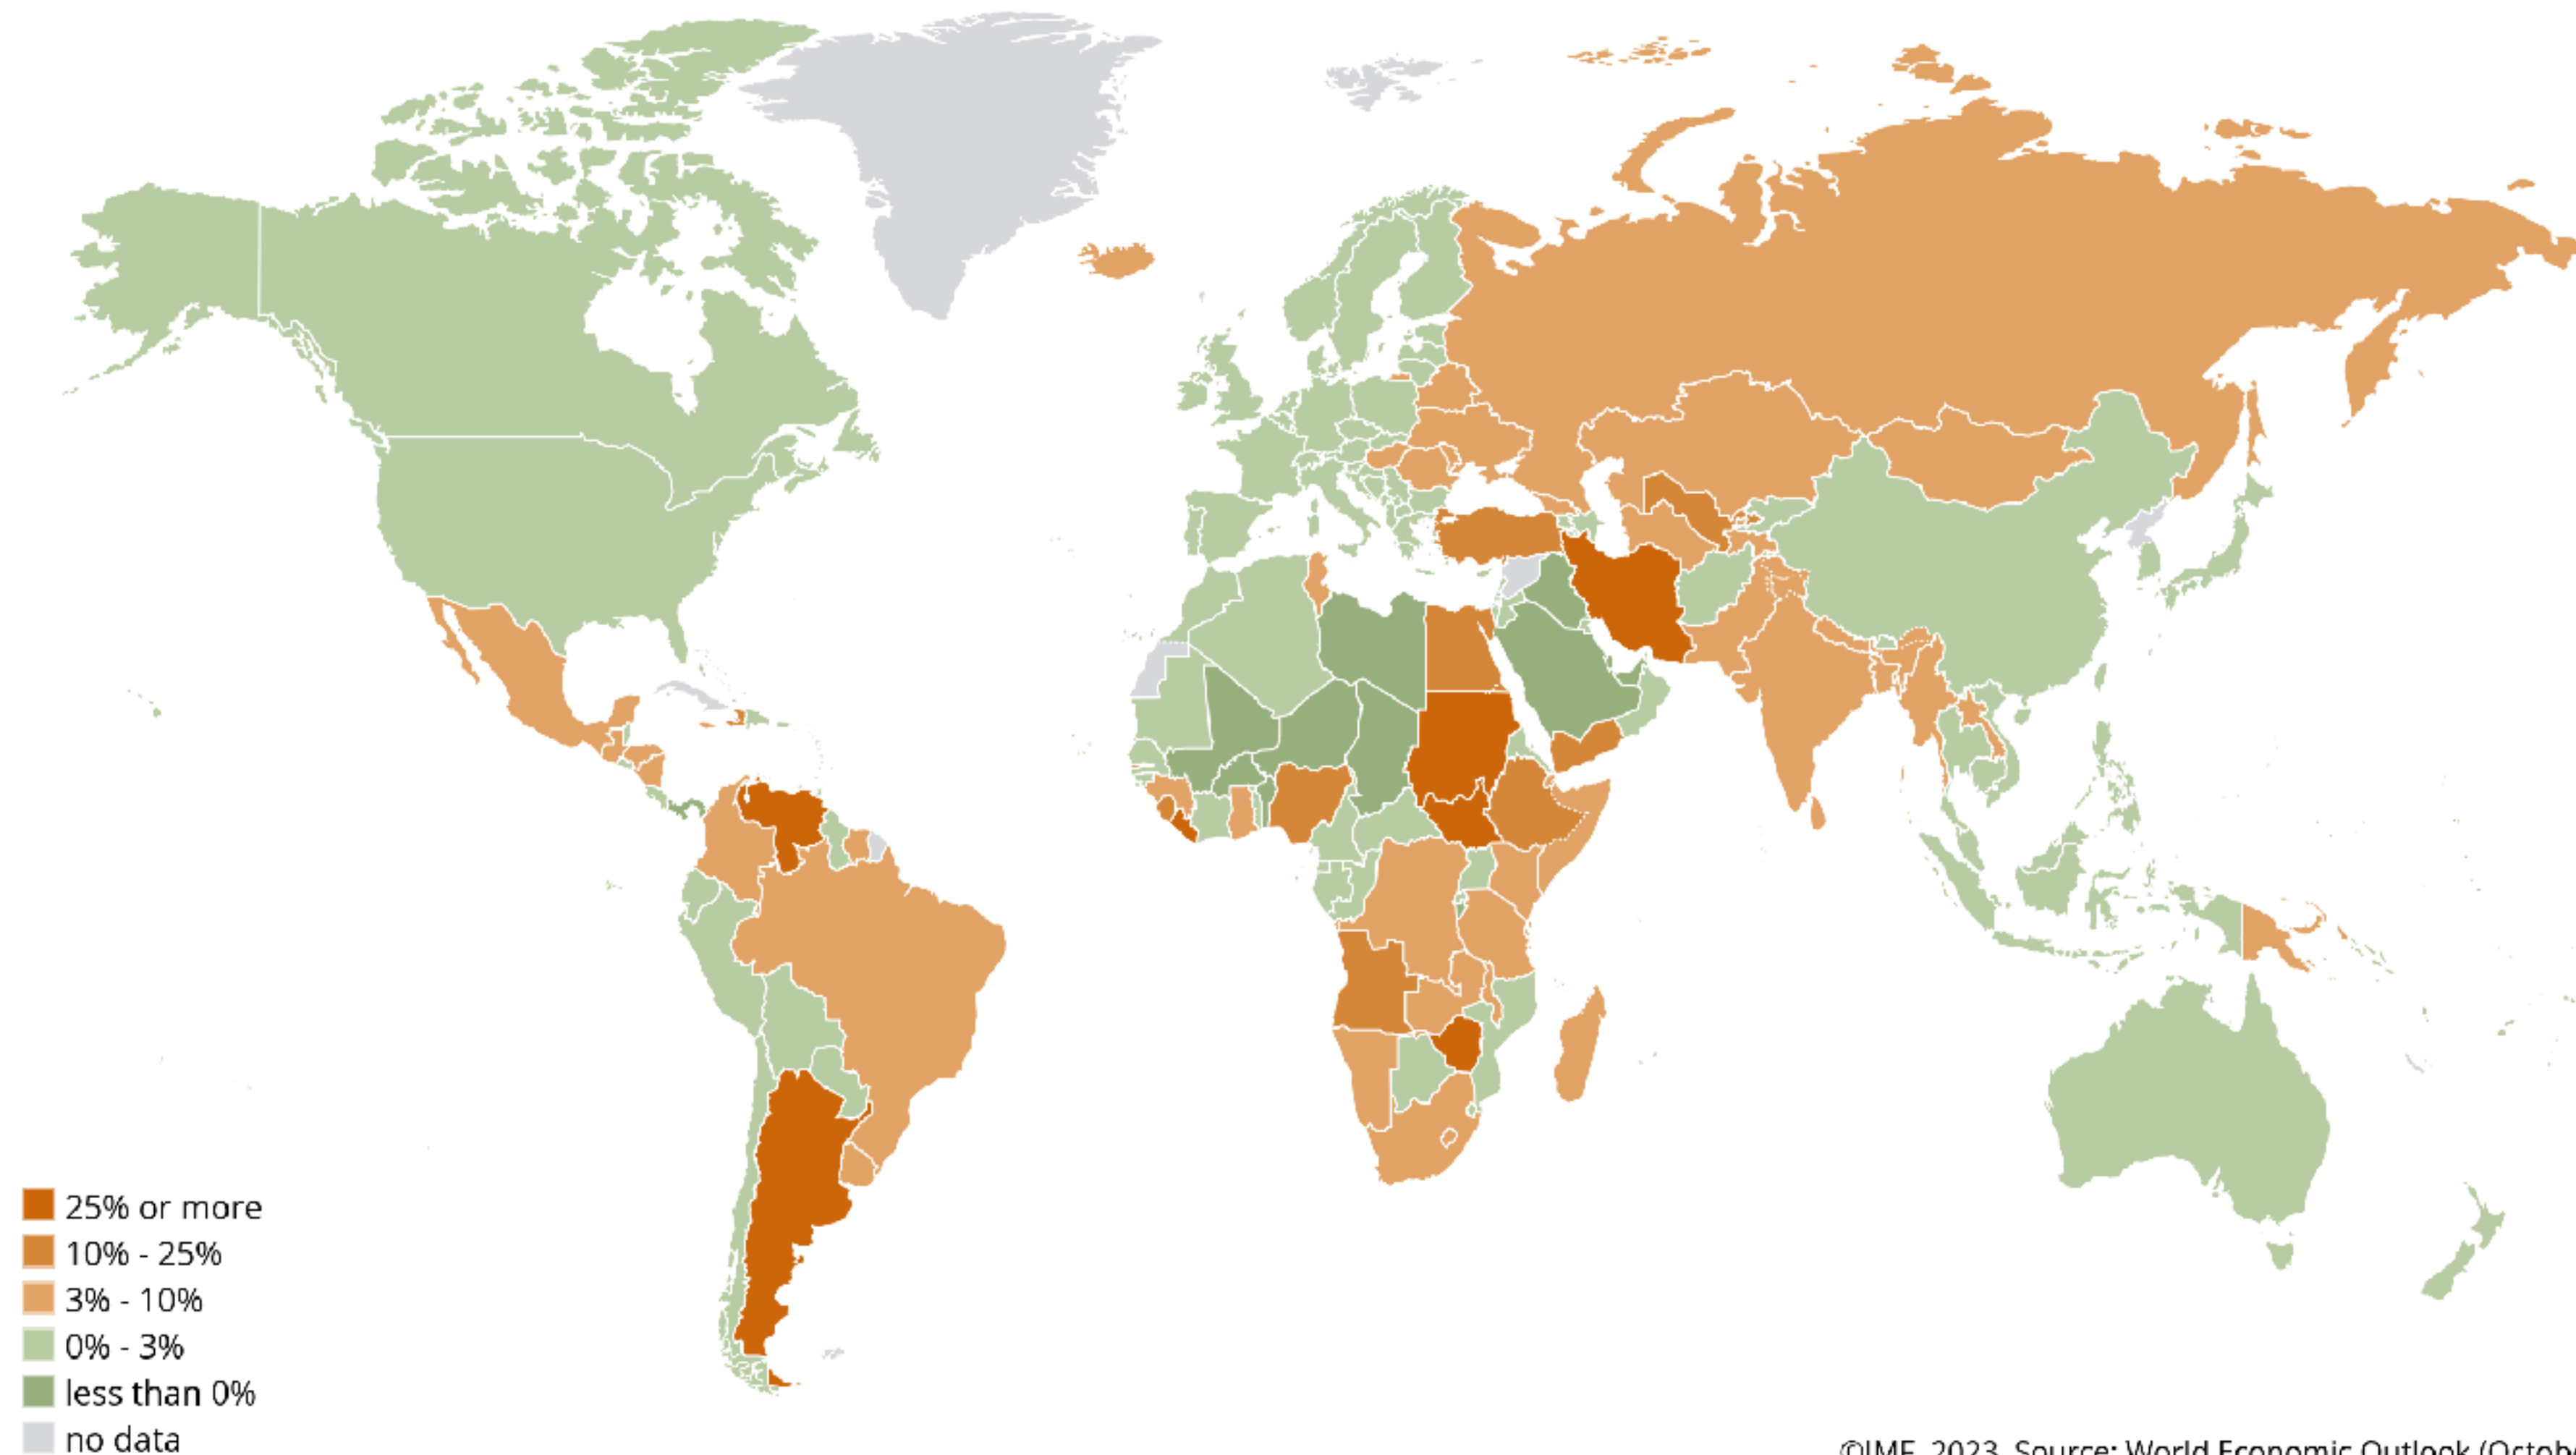 25% or more
10% - 25%
3% - 10%
0% - 3%
less than 0%
no data
©IMF, 2023, Source: World Economic Outlook